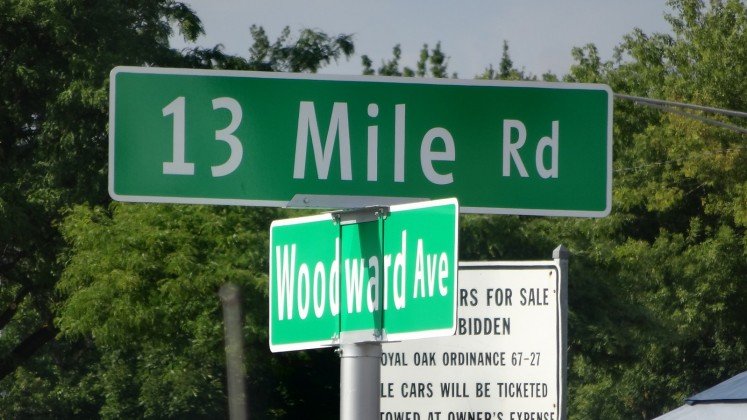 13 Mile Rd
Woodward Ave
RS FOR SALE
BIDDEN
OYAL OAK ORDINANCE 67-27
LE CARS WILL BE TICKETED
TOWED AT OWNER'S EXPENSE